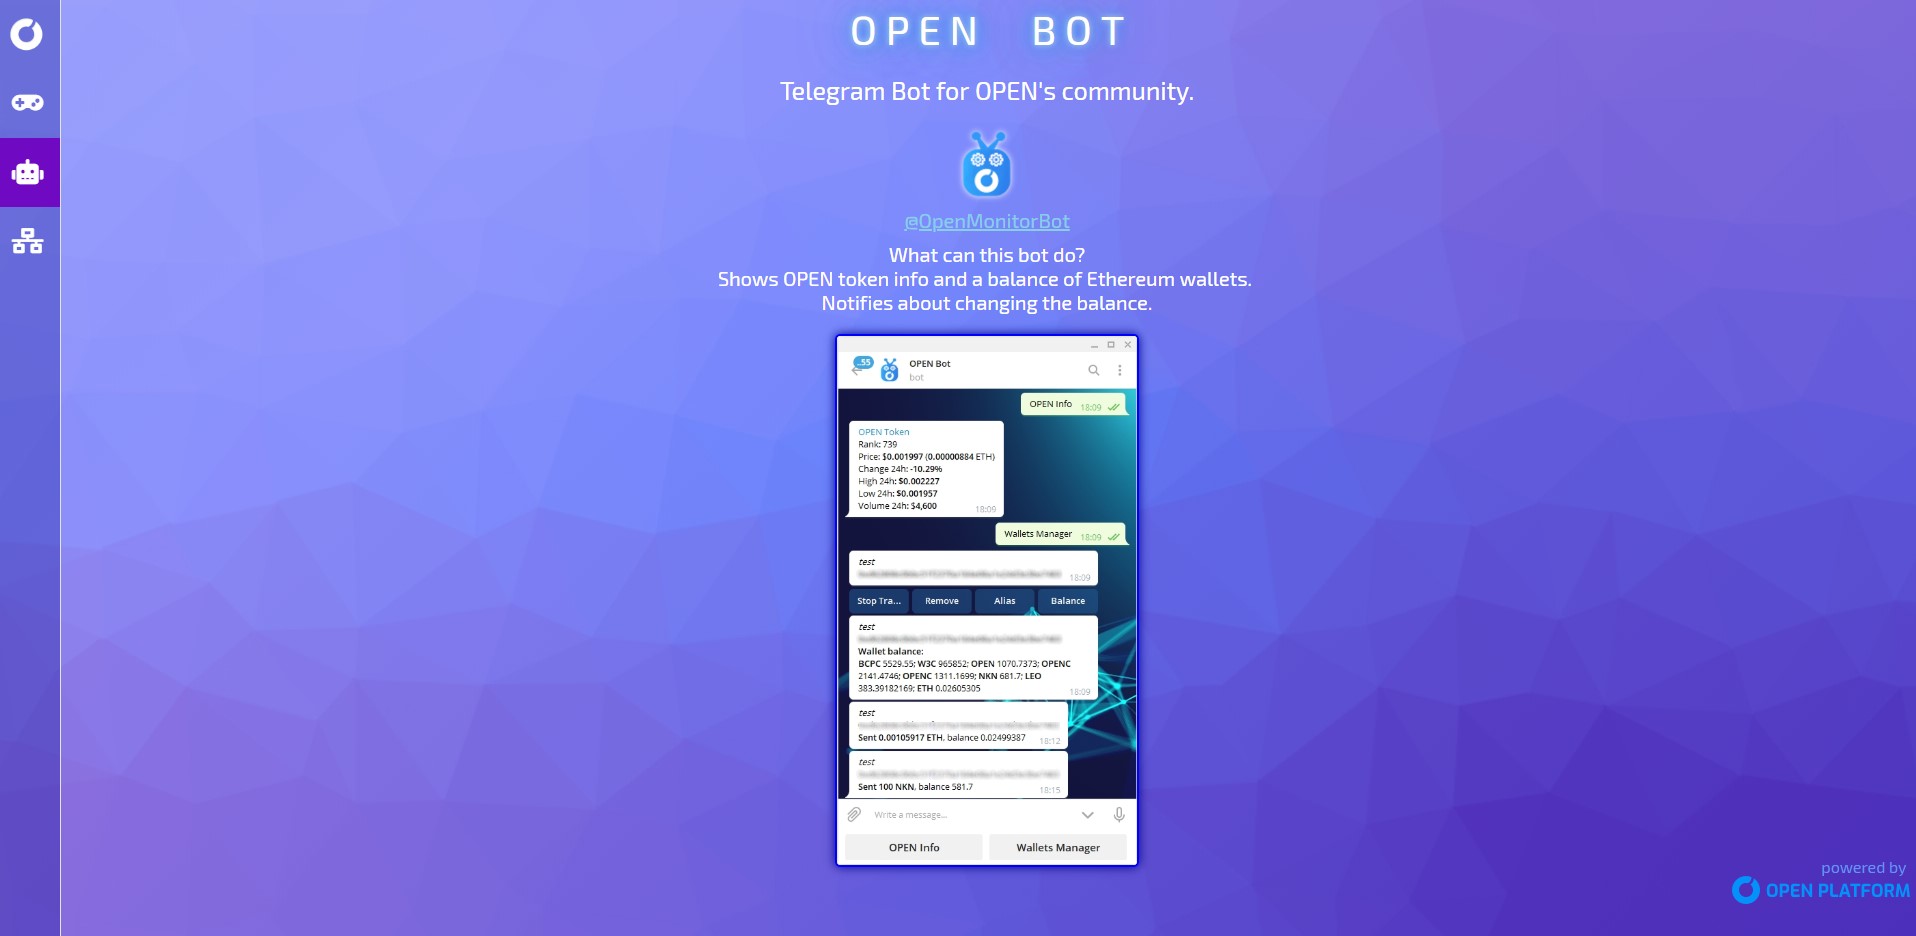 OPEN BOT
Telegram Bot for OPEN's community.
@OpenMonitorBot
What can this bot do?
Shows OPEN token info and a balance of Ethereum wallets.
Notifies about changing the balance.
..55
OPEN Bot
bot
OPEN Info 18:09
OPEN Token
Rank: 739
Price: $0.001997 (0.00000884 ETH)
Change 24h: -10.29%
High 24h: $0.002227
Low 24h: $0.001957
Volume 24h: $4,600 18:09
Wallets Manager 18:09
test
18:09
Stop Tra... Remove Alias Balance
test
Wallet balance:
BCPC 5529.55; W3C 965852; OPEN 1070.7373; OPENC
2141.4746; OPENC 1311.1699; NKN 681.7; LEO
383.39182169; ETH 0.02605305 18:09
test
Sent 0.00105917 ETH, balance 0.02499387 18:12
test
Sent 100 NKN, balance 581.7 18:15
Write a message...
OPEN Info Wallets Manager
powered by
OPEN PLATFORM